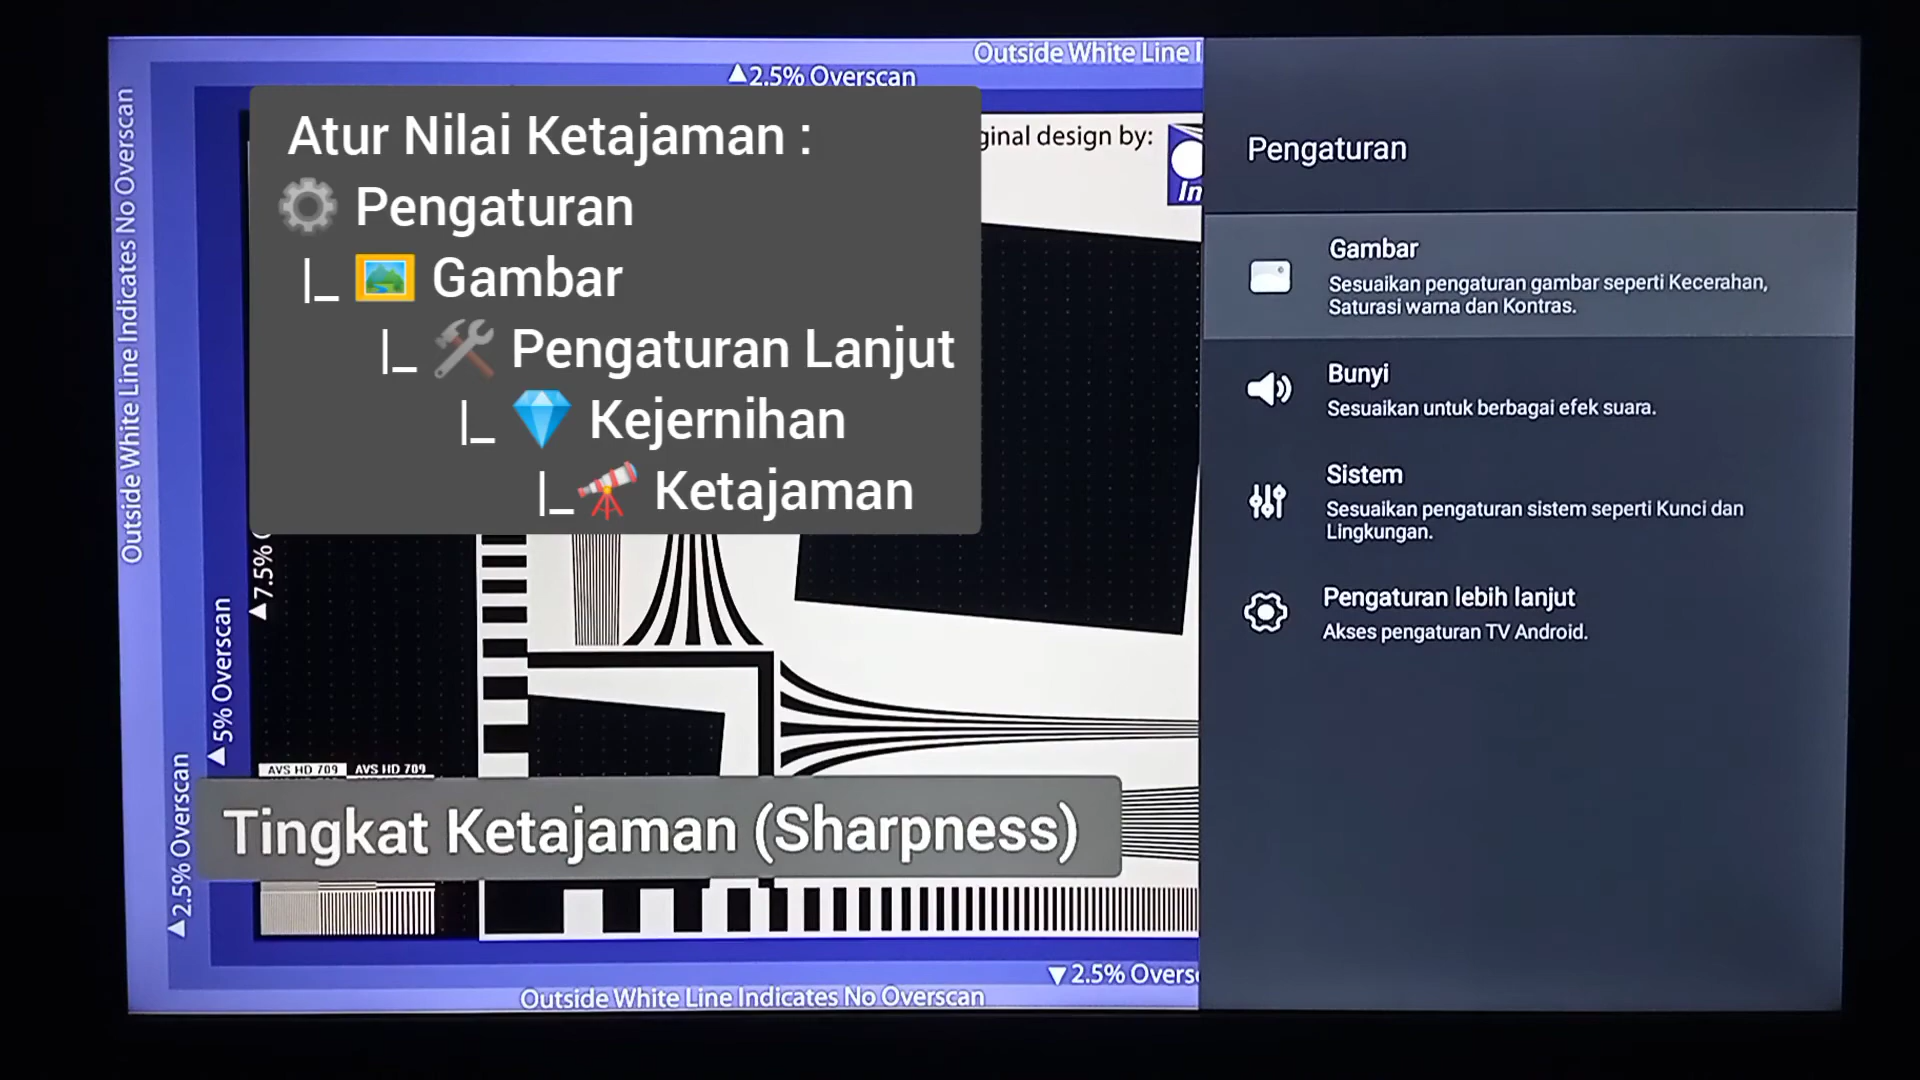 Outside White Line I
2.5% Overscan
Outside White Line Indicates No Overscan
ginal design by:
In
Atur Nilai Ketajaman :
Pengaturan
|_ Gambar
|_ Pengaturan Lanjut
|_ Kejernihan
|_ Ketajaman
7.5%
5% Overscan
2.5% Overscan
AVS HD 709 AVS HD 709
Tingkat Ketajaman (Sharpness)
2.5% Overs
Outside White Line Indicates No Overscan
Pengaturan
Gambar
Sesuaikan pengaturan gambar seperti Kecerahan,
Saturasi warna dan Kontras.
Bunyi
Sesuaikan untuk berbagai efek suara.
Sistem
Sesuaikan pengaturan sistem seperti Kunci dan
Lingkungan.
Pengaturan lebih lanjut
Akses pengaturan TV Android.